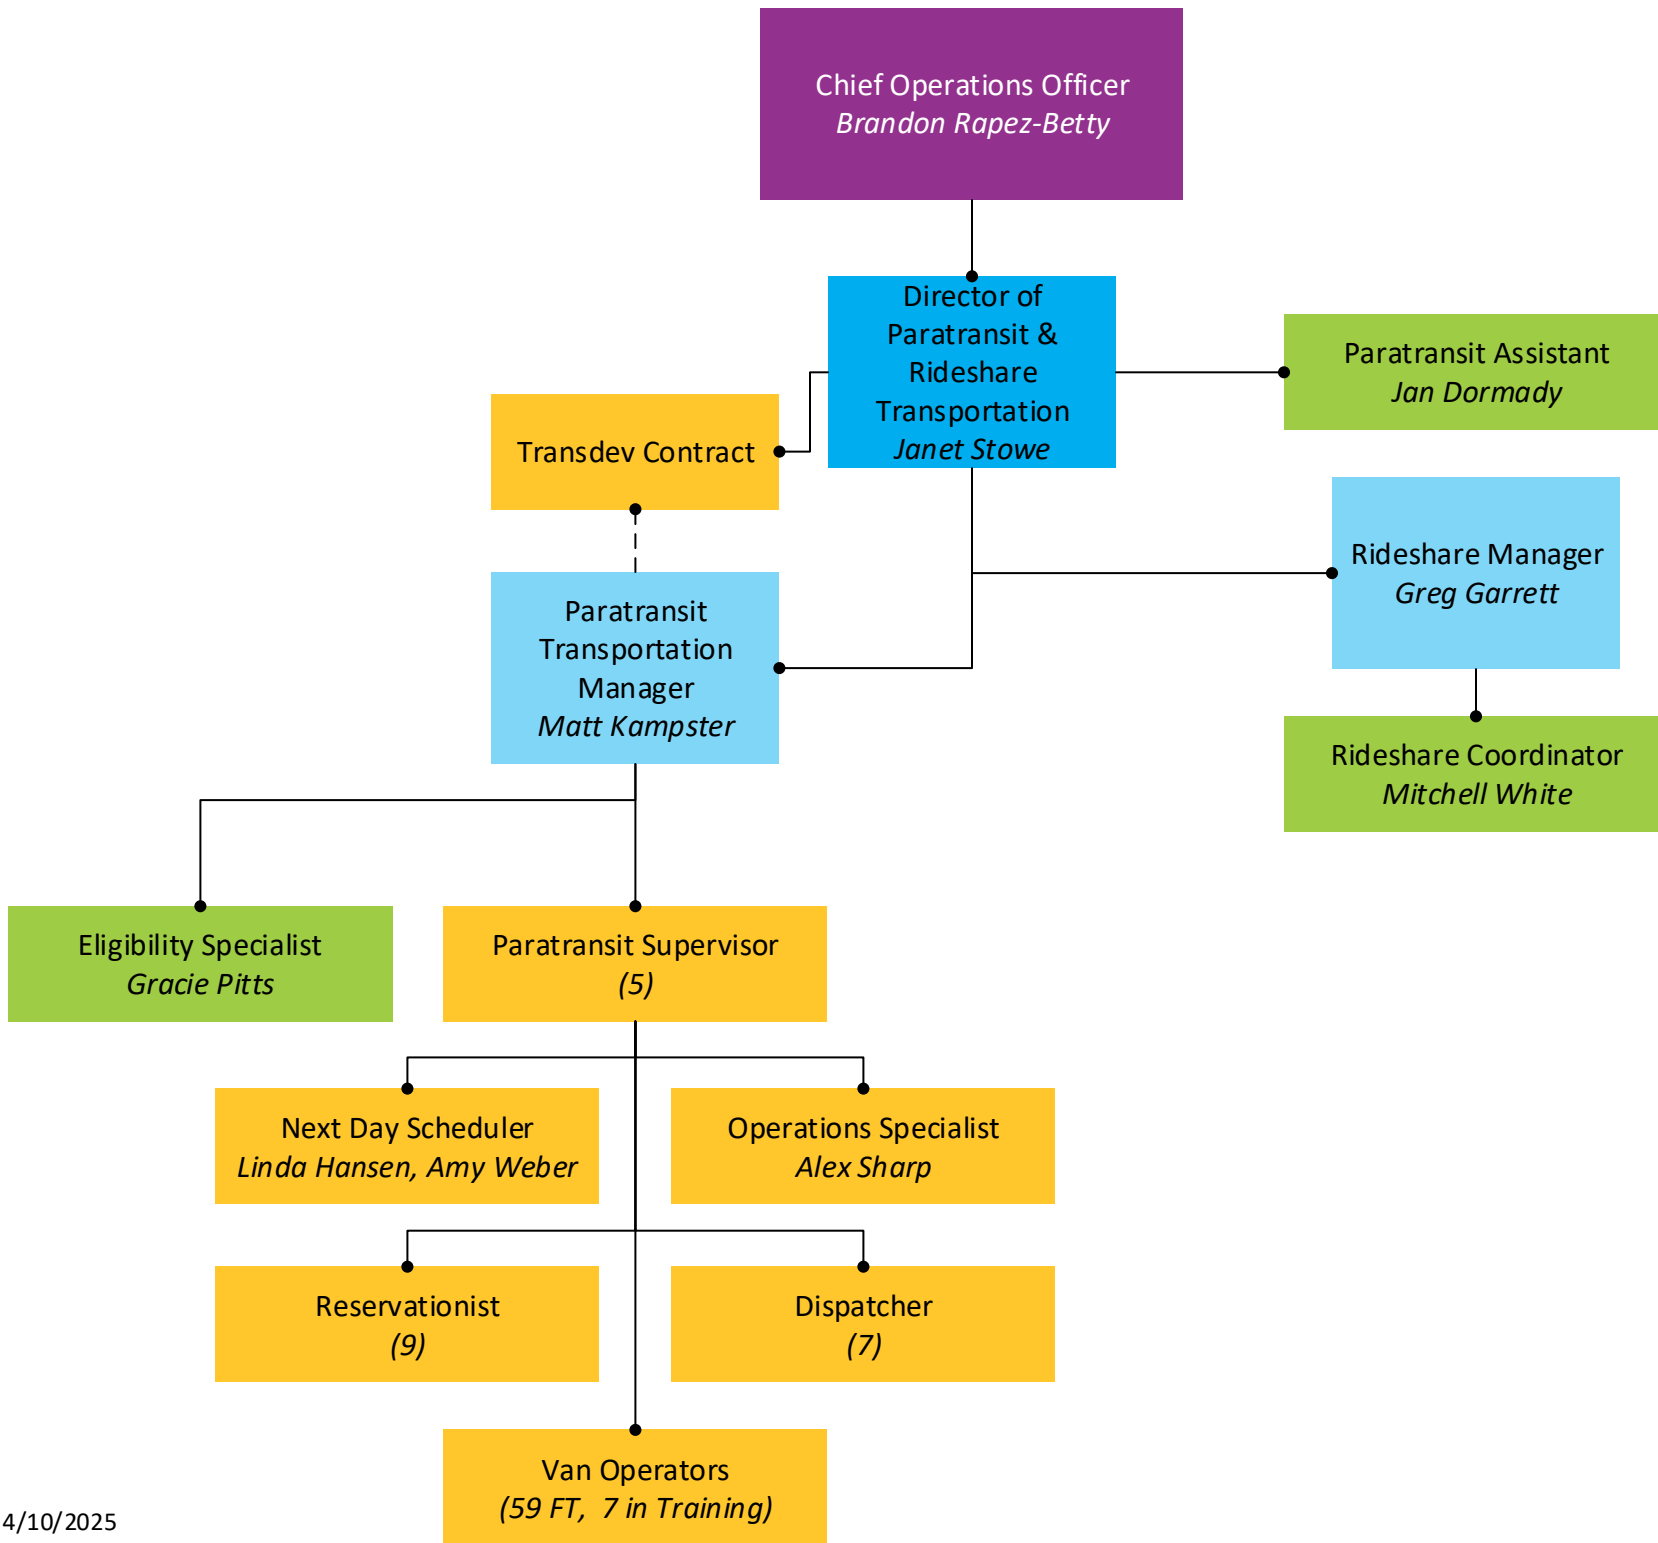 Chief Operations Officer
Brandon Rapez-Betty
Director of
Paratransit &
Rideshare
Transportation
Janet Stowe
Paratransit Assistant
Jan Dormady
Transdev Contract
Rideshare Manager
Greg Garrett
Paratransit
Transportation
Manager
Matt Kampster
Rideshare Coordinator
Mitchell White
Eligibility Specialist
Gracie Pitts
Paratransit Supervisor
(5)
Next Day Scheduler
Linda Hansen, Amy Weber
Operations Specialist
Alex Sharp
Reservationist
(9)
Dispatcher
(7)
Van Operators
(59 FT,  7 in Training)
4/10/2025